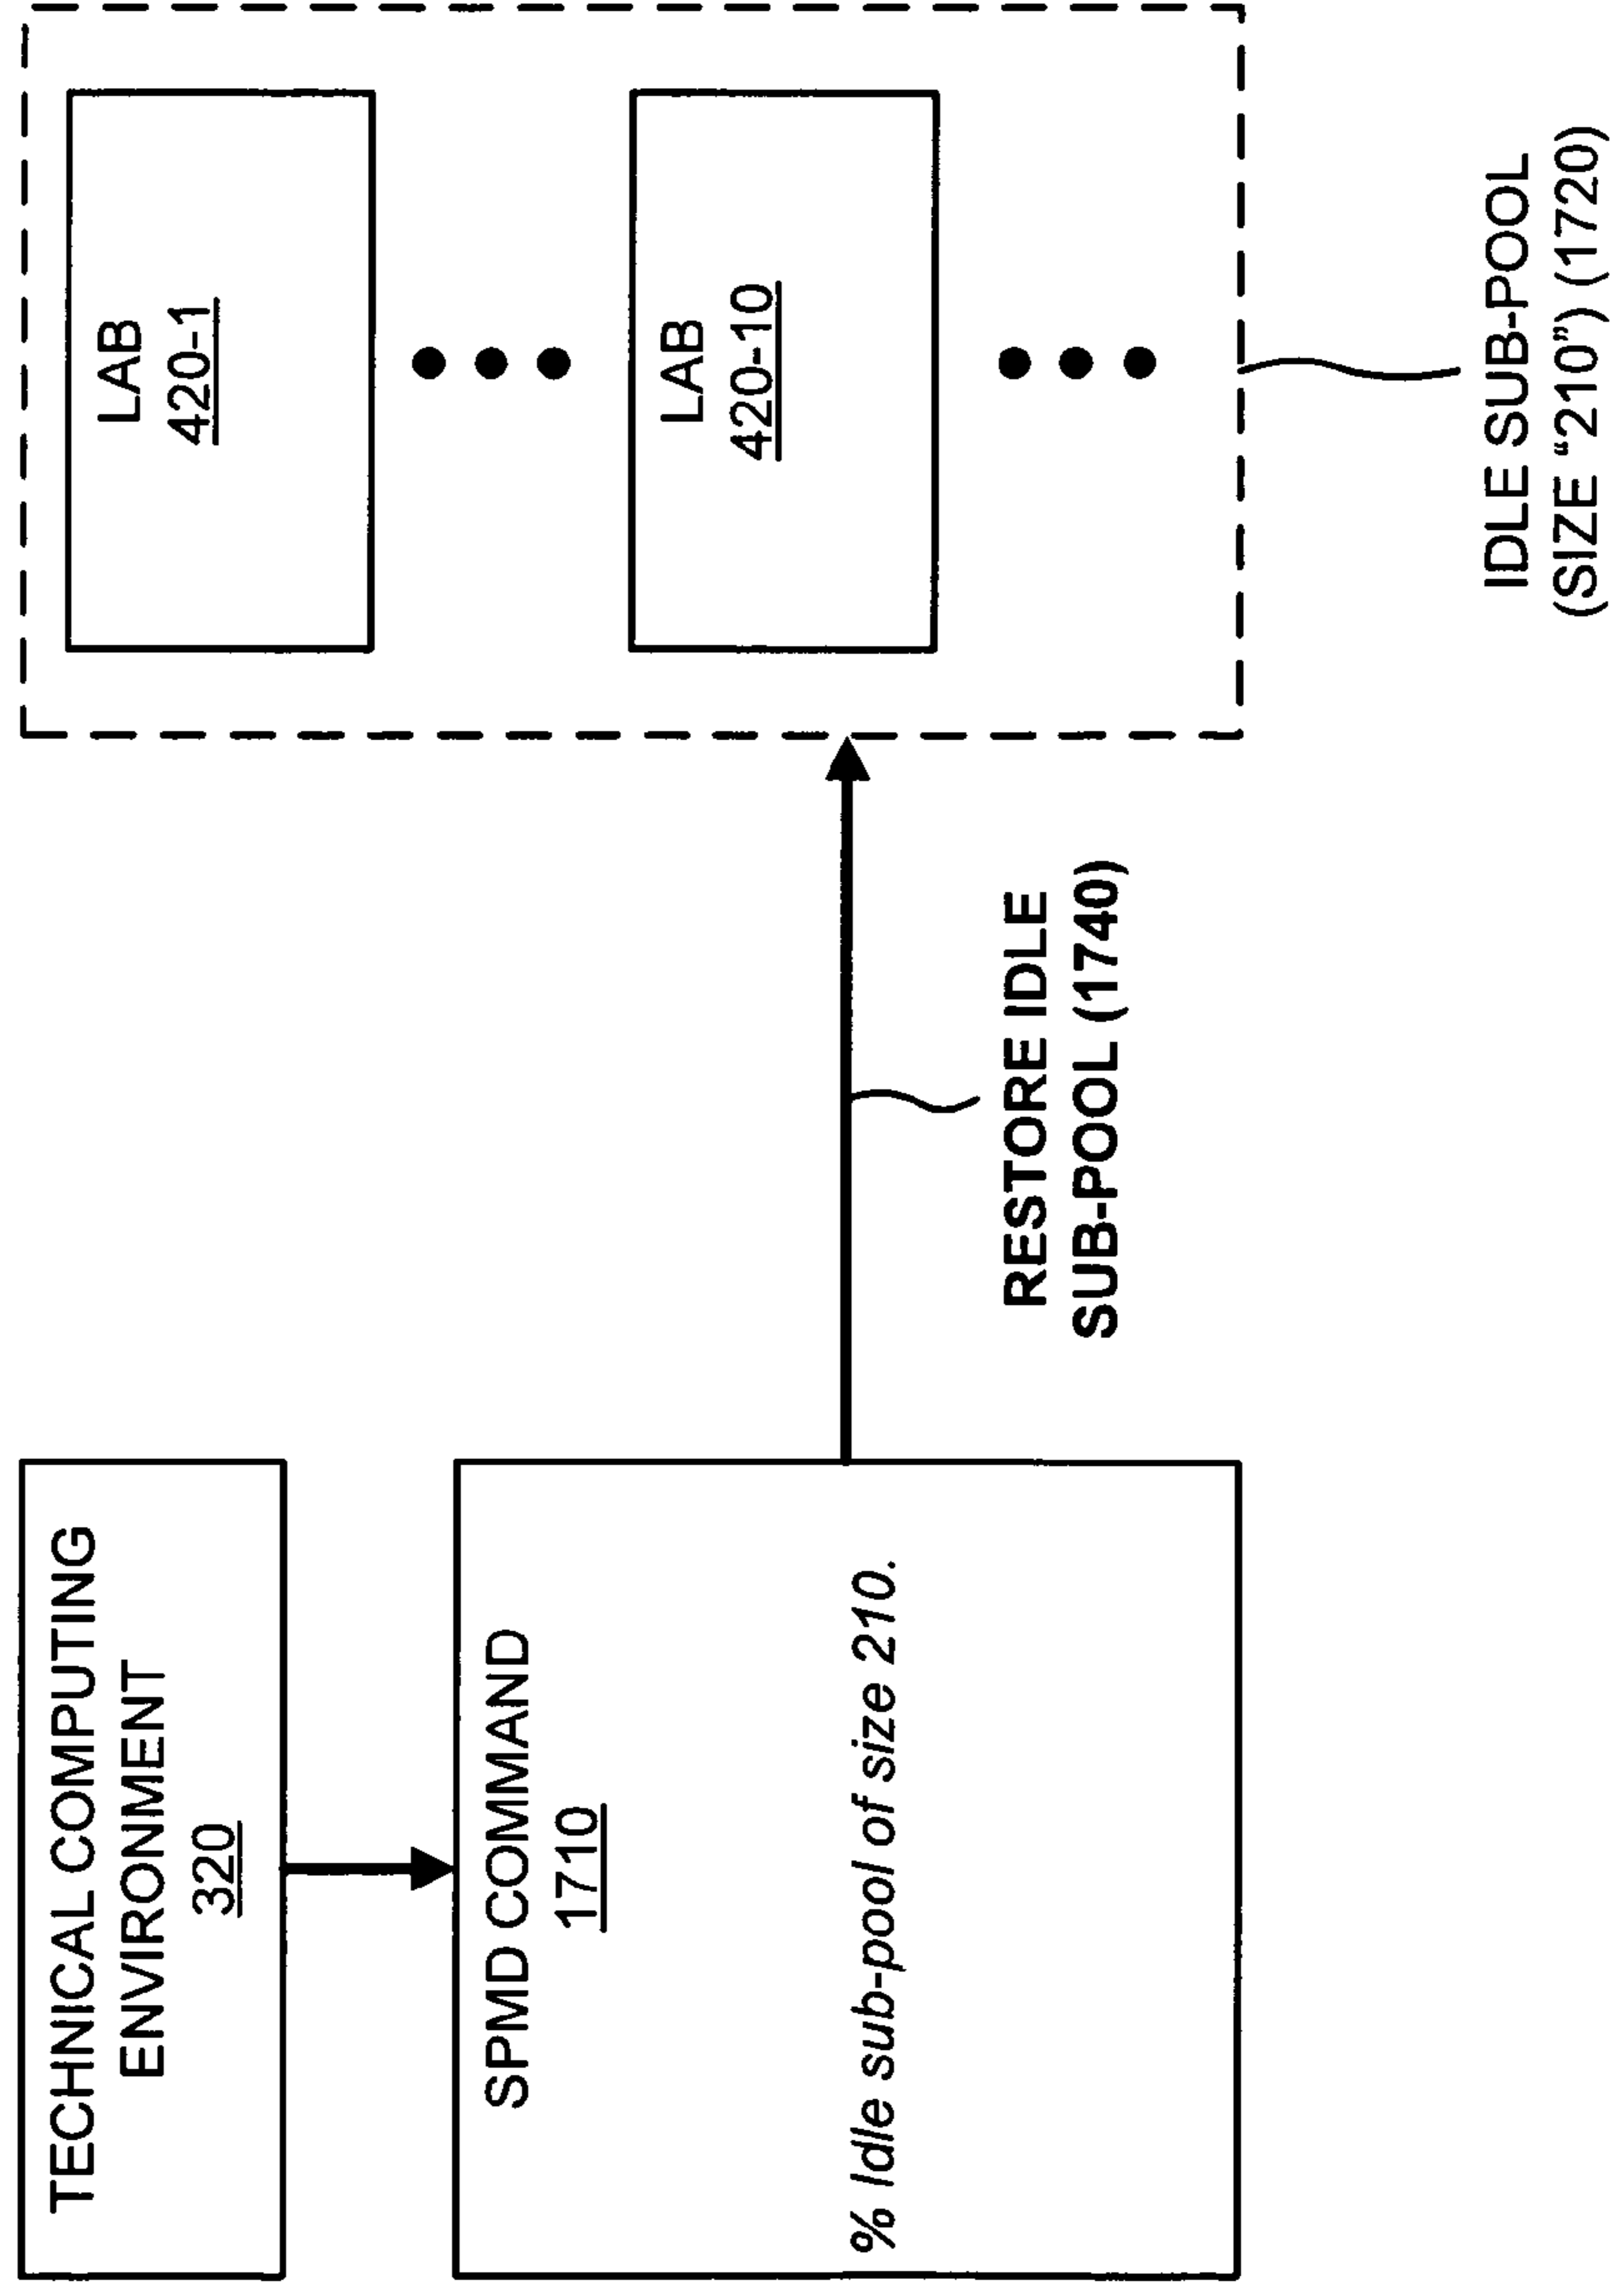 TECHNICAL COMPUTING
ENVIRONMENT
320
SPMD COMMAND
1710
% Idle sub-pool of size 210.
RESTORE IDLE
SUB-POOL (1740)
LAB
420-1
LAB
420-10
IDLE SUB-POOL
(SIZE “210”) (1720)